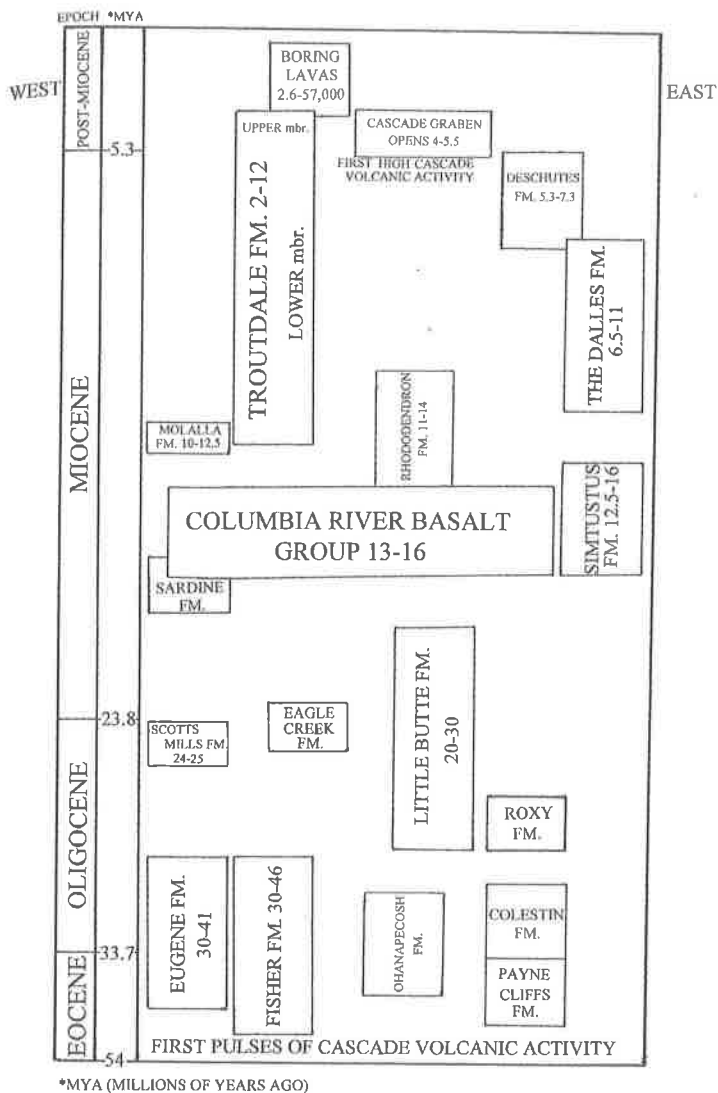 EPOCH *MYA
WEST
EAST
POST-MIOCENE
MIOCENE
OLIGOCENE
EOCENE
5.3
23.8
33.7
54
BORING
LAVAS
2.6-57,000
UPPER mbr.
TROUTDALE FM. 2-12
LOWER mbr.
CASCADE GRABEN
OPENS 4-5.5
FIRST HIGH CASCADE
VOLCANIC ACTIVITY
DESCHUTES
FM. 5.3-7.3
THE DALLES FM.
6.5-11
MOLALLA
FM. 10-12.5
RHODODENDRON
FM. 11-14
COLUMBIA RIVER BASALT
GROUP 13-16
SIMTUSTUS
FM. 12.5-16
SARDINE
FM.
SCOTTS
MILLS FM.
24-25
EAGLE
CREEK
FM.
LITTLE BUTTE FM.
20-30
ROXY
FM.
EUGENE FM.
30-41
FISHER FM. 30-46
OHANAPECOSH
FM.
COLESTIN
FM.
PAYNE
CLIFFS
FM.
FIRST PULSES OF CASCADE VOLCANIC ACTIVITY
*MYA (MILLIONS OF YEARS AGO)